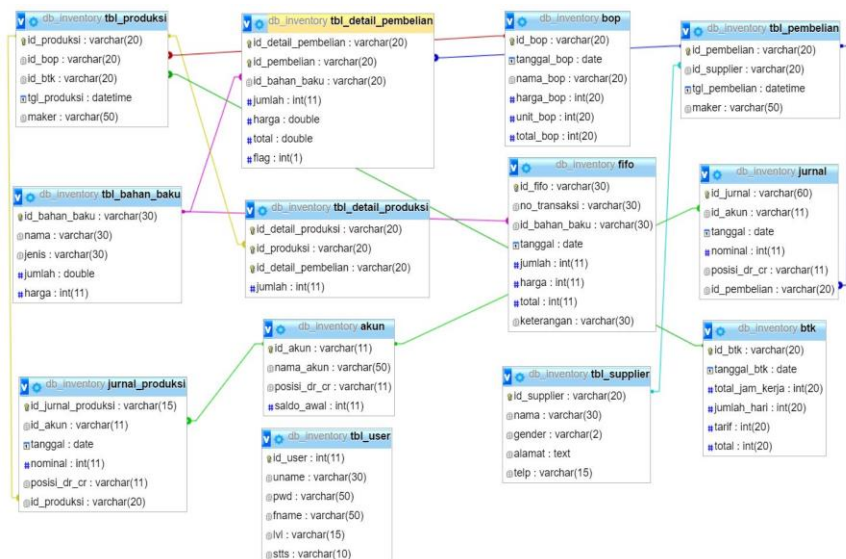 db_inventory tbl_produksi
id_produksi : varchar(20)
id_bop : varchar(20)
id_btk : varchar(20)
tgl_produksi : datetime
maker : varchar(50)
db_inventory tbl_detail_pembelian
id_detail_pembelian : varchar(20)
id_pembelian : varchar(20)
id_bahan_baku : varchar(20)
jumlah : int(11)
harga : double
total : double
flag : int(1)
db_inventory bop
id_bop : varchar(20)
tanggal_bop : date
nama_bop : varchar(20)
harga_bop : int(20)
unit_bop : int(20)
total_bop : int(20)
db_inventory tbl_pembelian
id_pembelian : varchar(20)
id_supplier : varchar(20)
tgl_pembelian : datetime
maker : varchar(50)
db_inventory tbl_bahan_baku
id_bahan_baku : varchar(30)
nama : varchar(30)
jenis : varchar(30)
jumlah : double
harga : int(11)
db_inventory tbl_detail_produksi
id_detail_produksi : varchar(20)
id_produksi : varchar(20)
id_detail_pembelian : varchar(20)
jumlah : int(11)
db_inventory fifo
id_fifo : varchar(30)
no_transaksi : varchar(30)
id_bahan_baku : varchar(30)
tanggal : date
jumlah : int(11)
harga : int(11)
total : int(11)
keterangan : varchar(30)
db_inventory jurnal
id_jurnal : varchar(60)
id_akun : varchar(11)
tanggal : date
nominal : int(11)
posisi_dr_cr : varchar(11)
id_pembelian : varchar(20)
db_inventory jurnal_produksi
id_jurnal_produksi : varchar(15)
id_akun : varchar(11)
tanggal : date
nominal : int(11)
posisi_dr_cr : varchar(11)
id_produksi : varchar(20)
db_inventory akun
id_akun : varchar(11)
nama_akun : varchar(50)
posisi_dr_cr : varchar(11)
saldo_awal : int(11)
db_inventory tbl_user
id_user : int(11)
uname : varchar(30)
pwd : varchar(50)
fname : varchar(50)
lvl : varchar(15)
stts : varchar(10)
db_inventory tbl_supplier
id_supplier : varchar(20)
nama : varchar(30)
gender : varchar(2)
alamat : text
telp : varchar(15)
db_inventory btk
id_btk : varchar(20)
tanggal_btk : date
total_jam_kerja : int(20)
jumlah_hari : int(20)
tarif : int(20)
total : int(20)